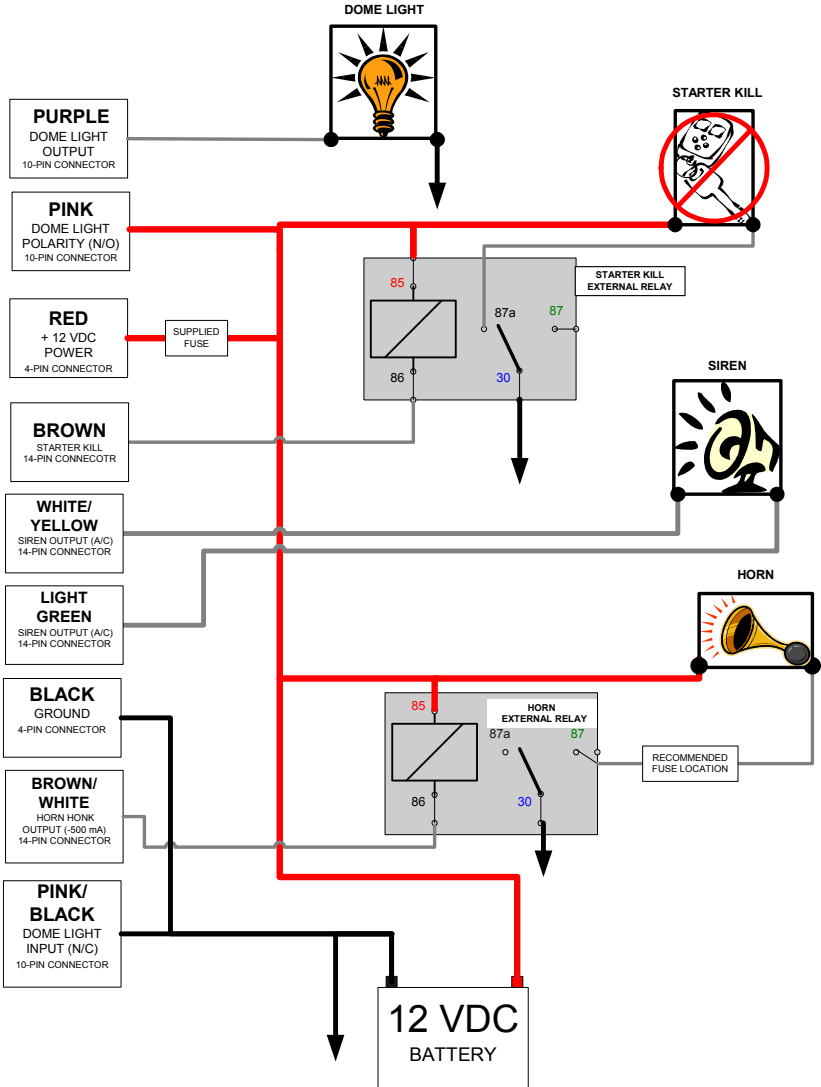 DOME LIGHT
STARTER KILL
PURPLE
DOME LIGHT
OUTPUT
10-PIN CONNECTOR
PINK
DOME LIGHT
POLARITY (N/O)
10-PIN CONNECTOR
85
STARTER KILL
EXTERNAL RELAY
87a
87
RED
+ 12 VDC
POWER
4-PIN CONNECTOR
SUPPLIED
FUSE
86
30
SIREN
BROWN
STARTER KILL
14-PIN CONNECOTR
WHITE/
YELLOW
SIREN OUTPUT (A/C)
14-PIN CONNECTOR
LIGHT
GREEN
SIREN OUTPUT (A/C)
14-PIN CONNECTOR
HORN
BLACK
GROUND
4-PIN CONNECTOR
85
HORN
EXTERNAL RELAY
87a
87
RECOMMENDED
FUSE LOCATION
BROWN/
WHITE
HORN HONK
OUTPUT (-500 mA)
14-PIN CONNECTOR
86
30
PINK/
BLACK
DOME LIGHT
INPUT (N/C)
10-PIN CONNECTOR
12 VDC
BATTERY